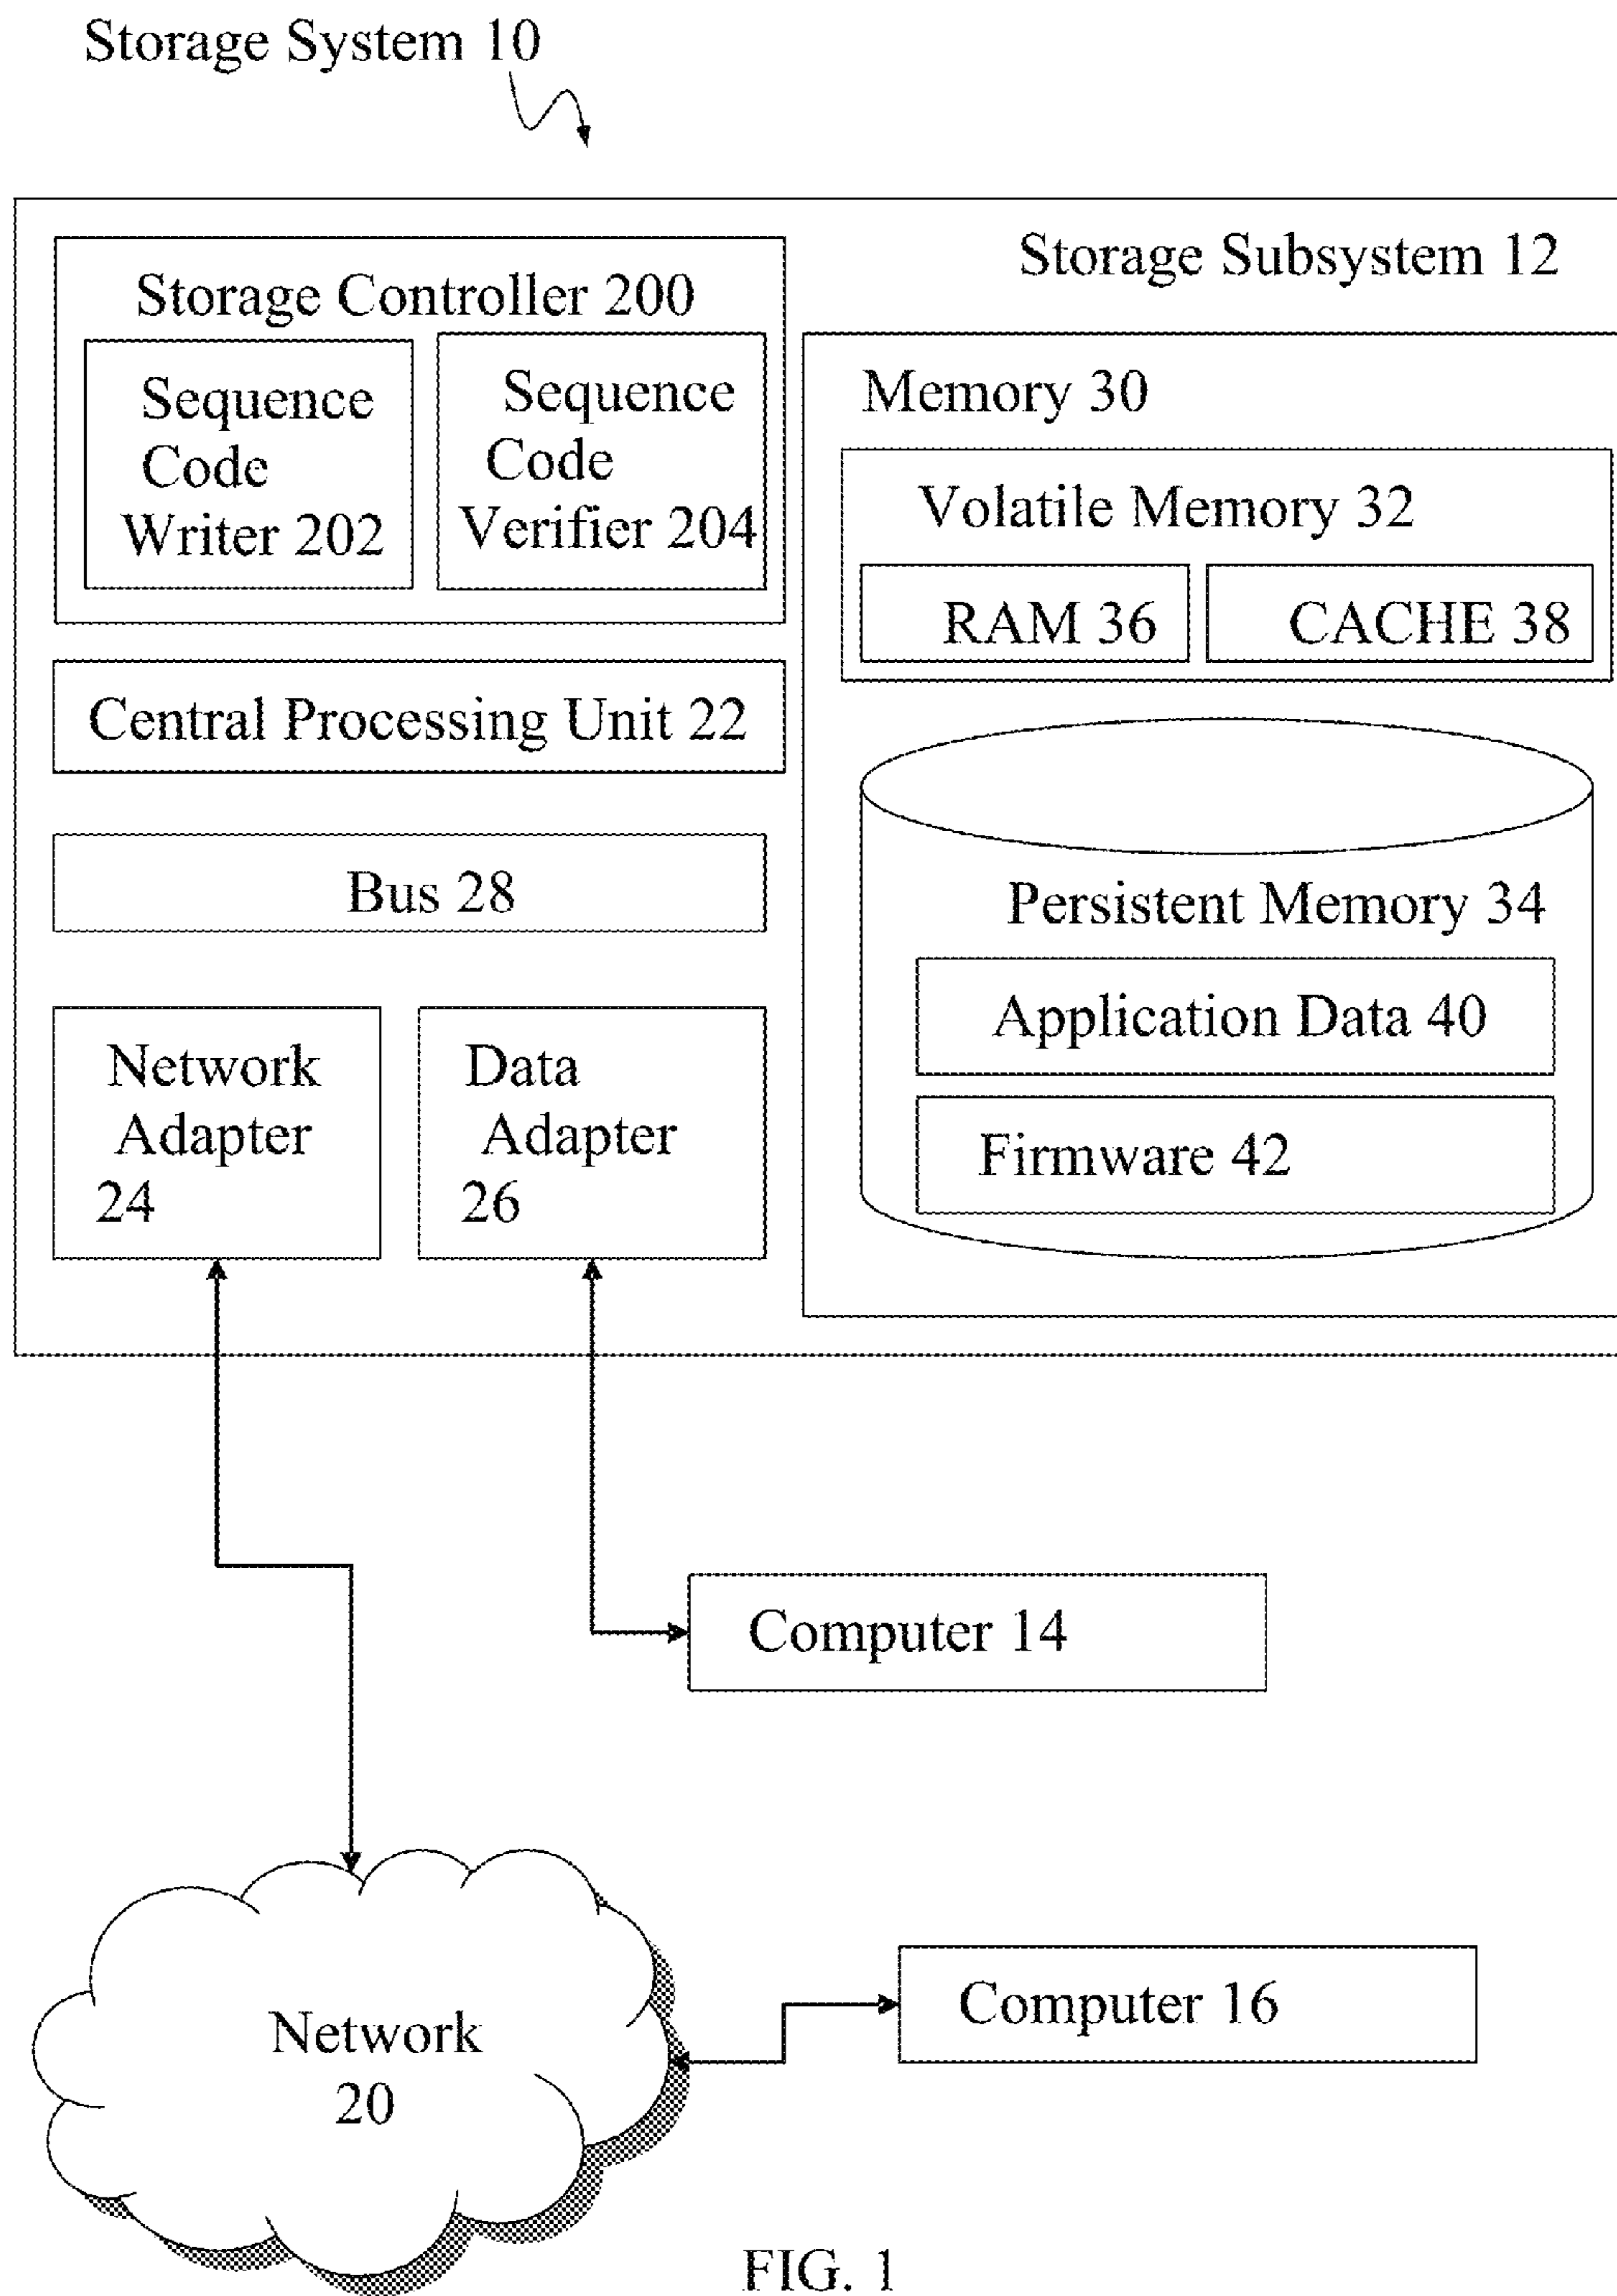 Storage System 10
Storage Subsystem 12
Storage Controller 200
Sequence
Code
Writer 202
Sequence
Code
Verifier 204
Central Processing Unit 22
Bus 28
Network
Adapter
24
Data
Adapter
26
Memory 30
Volatile Memory 32
RAM 36
CACHE 38
Persistent Memory 34
Application Data 40
Firmware 42
Computer 14
Network
20
Computer 16
FIG. 1